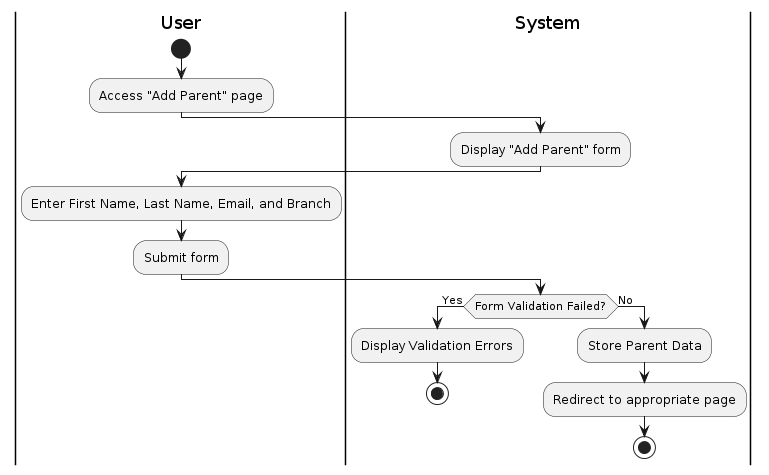 User
System
Access "Add Parent" page
Display "Add Parent" form
Enter First Name, Last Name, Email, and Branch
Submit form
Yes
Form Validation Failed?
No
Display Validation Errors
Store Parent Data
Redirect to appropriate page